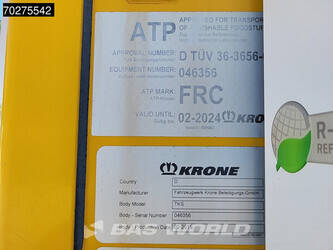 70275542
ATP
APPROVED FOR TRANSPORT
OF PERISHABLE FOODSTUFFS
APPROVAL NUMBER:
D TÜV 36-3656-
EQUIPMENT NUMBER:
046356
ATP MARK:
FRC
VALID UNTIL:
02-2024
KRONE
KRONE
Country
D
Manufacturer
Fahrzeugwerk Krone Beteiligungs-GmbH
Body
TKS
Body - Serial Number
046356
BAS WORLD
R-
REF